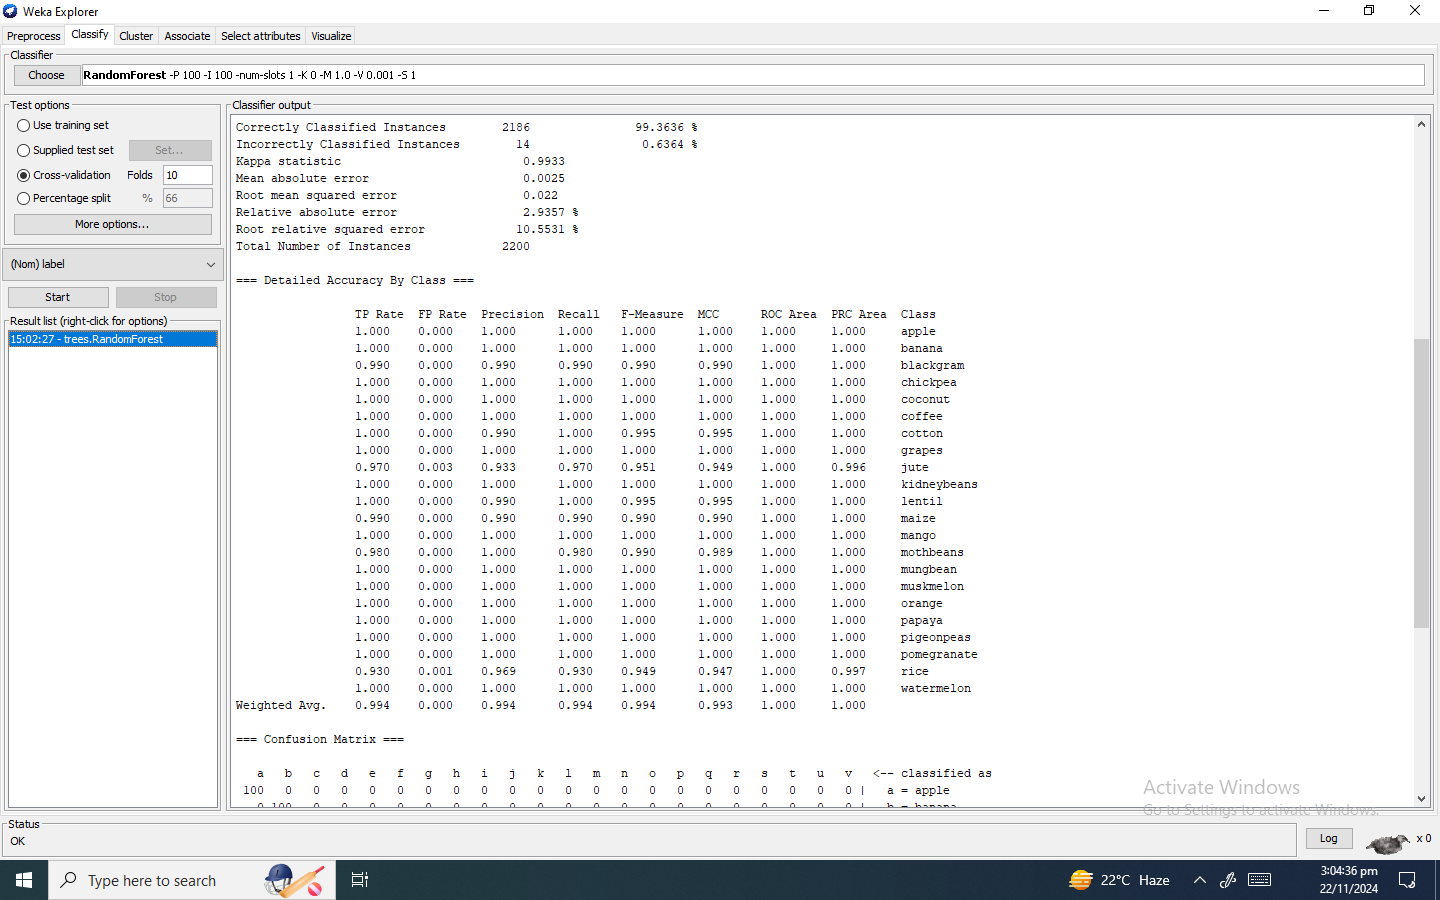 Weka Explorer
Preprocess Classify Cluster Associate Select attributes Visualize
Classifier
Choose RandomForest -P 100 -I 100 -num-slots 1 -K 0 -M 1.0 -V 0.001 -S 1
Test options
Use training set
Supplied test set Set...
Cross-validation Folds 10
Percentage split % 66
More options...
(Nom) label
Start Stop
Result list (right-click for options)
15:02:27 - trees.RandomForest
Classifier output
Correctly Classified Instances 2186 99.3636 %
Incorrectly Classified Instances 14 0.6364 %
Kappa statistic 0.9933
Mean absolute error 0.0025
Root mean squared error 0.022
Relative absolute error 2.9357 %
Root relative squared error 10.5531 %
Total Number of Instances 2200
=== Detailed Accuracy By Class ===
TP Rate FP Rate Precision Recall F-Measure MCC ROC Area PRC Area Class
1.000 0.000 1.000 1.000 1.000 1.000 1.000 1.000 apple
1.000 0.000 1.000 1.000 1.000 1.000 1.000 1.000 banana
0.990 0.000 0.990 0.990 0.990 0.990 1.000 1.000 blackgram
1.000 0.000 1.000 1.000 1.000 1.000 1.000 1.000 chickpea
1.000 0.000 1.000 1.000 1.000 1.000 1.000 1.000 coconut
1.000 0.000 1.000 1.000 1.000 1.000 1.000 1.000 coffee
1.000 0.000 0.990 1.000 0.995 0.995 1.000 1.000 cotton
1.000 0.000 1.000 1.000 1.000 1.000 1.000 1.000 grapes
0.970 0.003 0.933 0.970 0.951 0.949 1.000 0.996 jute
1.000 0.000 1.000 1.000 1.000 1.000 1.000 1.000 kidneybeans
1.000 0.000 0.990 1.000 0.995 0.995 1.000 1.000 lentil
0.990 0.000 0.990 0.990 0.990 0.990 1.000 1.000 maize
1.000 0.000 1.000 1.000 1.000 1.000 1.000 1.000 mango
0.980 0.000 1.000 0.980 0.990 0.989 1.000 1.000 mothbeans
1.000 0.000 1.000 1.000 1.000 1.000 1.000 1.000 mungbean
1.000 0.000 1.000 1.000 1.000 1.000 1.000 1.000 muskmelon
1.000 0.000 1.000 1.000 1.000 1.000 1.000 1.000 orange
1.000 0.000 1.000 1.000 1.000 1.000 1.000 1.000 papaya
1.000 0.000 1.000 1.000 1.000 1.000 1.000 1.000 pigeonpeas
1.000 0.000 1.000 1.000 1.000 1.000 1.000 1.000 pomegranate
0.930 0.001 0.969 0.930 0.949 0.947 1.000 0.997 rice
1.000 0.000 1.000 1.000 1.000 1.000 1.000 1.000 watermelon
Weighted Avg. 0.994 0.000 0.994 0.994 0.994 0.993 1.000 1.000
=== Confusion Matrix ===
a b c d e f g h i j k l m n o p q r s t u v <-- classified as
100 0 0 0 0 0 0 0 0 0 0 0 0 0 0 0 0 0 0 0 0 0 | a = apple
0 100 0 0 0 0 0 0 0 0 0 0 0 0 0 0 0 0 0 0 0 0 | b = banana
Activate Windows
Go to Settings to activate Windows.
Status
OK
Log x 0
Type here to search
22°C Haze
3:04:36 pm
22/11/2024